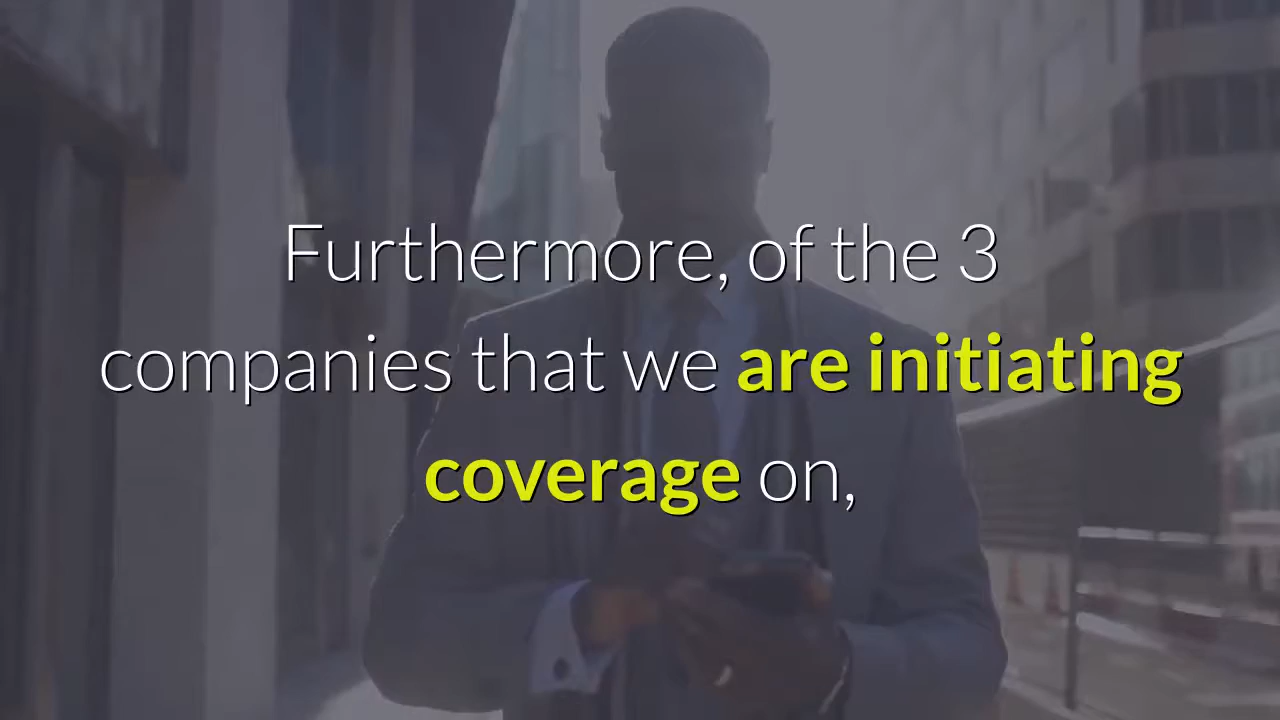 Furthermore, of the 3
companies that we are initiating
coverage on,